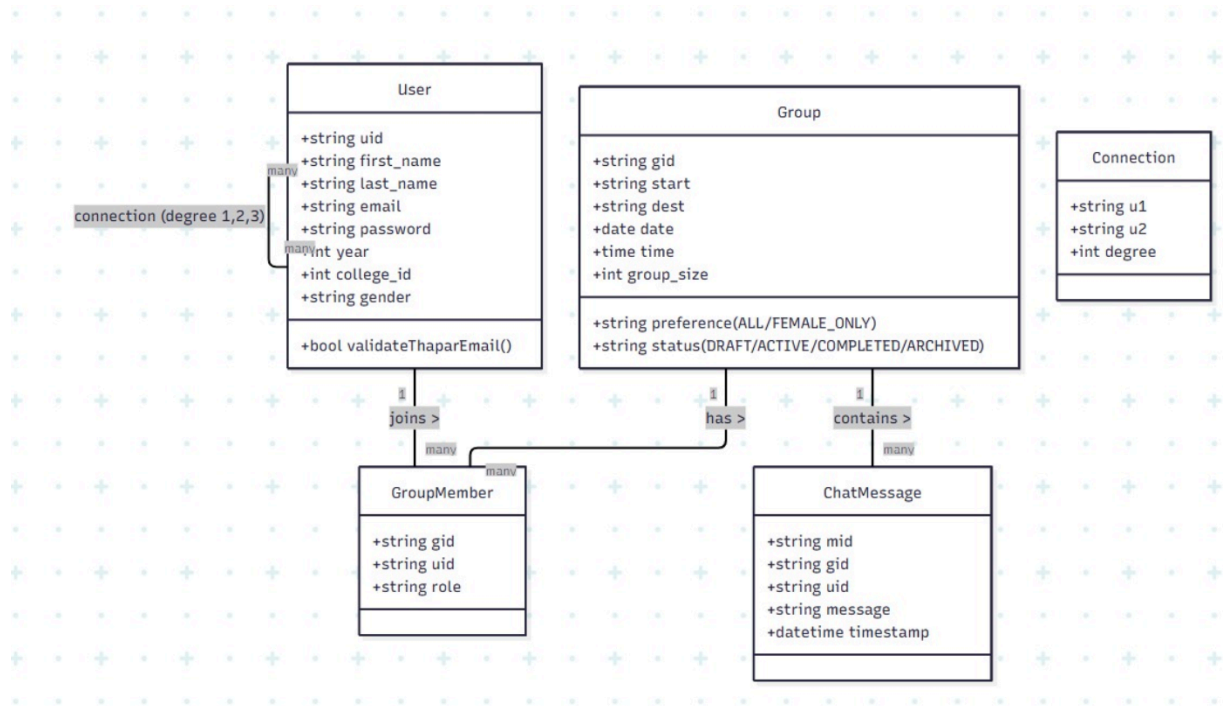 User
+string uid
+string first_name
+string last_name
+string email
+string password
+int year
+int college_id
+string gender
+bool validateThaparEmail()
many
connection (degree 1,2,3)
many
Group
+string gid
+string start
+string dest
+date date
+time time
+int group_size
+string preference(ALL/FEMALE_ONLY)
+string status(DRAFT/ACTIVE/COMPLETED/ARCHIVED)
Connection
+string u1
+string u2
+int degree
1
joins >
many
1
has >
many
1
contains >
many
GroupMember
+string gid
+string uid
+string role
ChatMessage
+string mid
+string gid
+string uid
+string message
+datetime timestamp